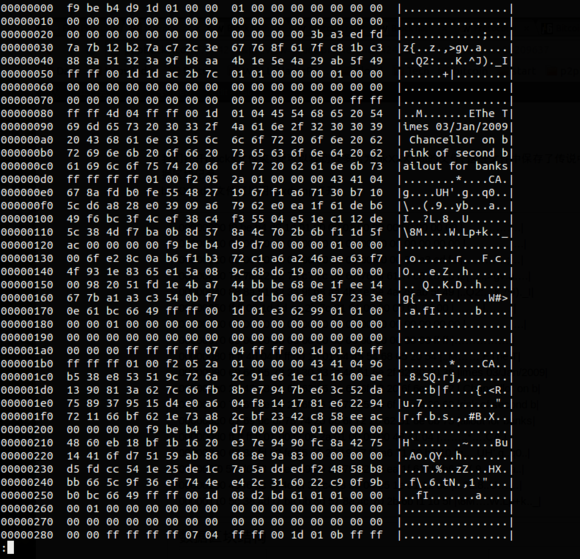 00000000  f9 be b4 d9 1d 01 00 00  01 00 00 00 00 00 00 00  |................|
00000010  00 00 00 00 00 00 00 00  00 00 00 00 00 00 00 00  |................|
00000020  00 00 00 00 00 00 00 00  00 00 00 00 3b a3 ed fd  |............;...|
00000030  7a 7b 12 b2 7a c7 2c 3e  67 76 8f 61 7f c8 1b c3  |z{..z.,>gv.a....|
00000040  88 8a 51 32 3a 9f b8 aa  4b 1e 5e 4a 29 ab 5f 49  |..Q2:...K.^J)._I|
00000050  ff ff 00 1d 1d ac 2b 7c  01 01 00 00 00 01 00 00  |......+|........|
00000060  00 00 00 00 00 00 00 00  00 00 00 00 00 00 00 00  |................|
00000070  00 00 00 00 00 00 00 00  00 00 00 00 00 00 ff ff  |................|
00000080  ff ff 4d 04 ff ff 00 1d  01 04 45 54 68 65 20 54  |..M.......EThe T|
00000090  69 6d 65 73 20 30 33 2f  4a 61 6e 2f 32 30 30 39  |imes 03/Jan/2009|
000000a0  20 43 68 61 6e 63 65 6c  6c 6f 72 20 6f 6e 20 62  | Chancellor on b|
000000b0  72 69 6e 6b 20 6f 66 20  73 65 63 6f 6e 64 20 62  |rink of second b|
000000c0  61 69 6c 6f 75 74 20 66  6f 72 20 62 61 6e 6b 73  |ailout for banks|
000000d0  ff ff ff ff 01 00 f2 05  2a 01 00 00 00 43 41 04  |........*....CA.|
000000e0  67 8a fd b0 fe 55 48 27  19 67 f1 a6 71 30 b7 10  |g....UH'.g..q0..|
000000f0  5c d6 a8 28 e0 39 09 a6  79 62 e0 ea 1f 61 de b6  |\..(.9..yb...a..|
00000100  49 f6 bc 3f 4c ef 38 c4  f3 55 04 e5 1e c1 12 de  |I..?L.8..U......|
00000110  5c 38 4d f7 ba 0b 8d 57  8a 4c 70 2b 6b f1 1d 5f  |\8M....W.Lp+k.._|
00000120  ac 00 00 00 00 f9 be b4  d9 d7 00 00 00 01 00 00  |................|
00000130  00 6f e2 8c 0a b6 f1 b3  72 c1 a6 a2 46 ae 63 f7  |.o......r...F.c.|
00000140  4f 93 1e 83 65 e1 5a 08  9c 68 d6 19 00 00 00 00  |O...e.Z..h......|
00000150  00 98 20 51 fd 1e 4b a7  44 bb be 68 0e 1f ee 14  |.. Q..K.D..h....|
00000160  67 7b a1 a3 c3 54 0b f7  b1 cd b6 06 e8 57 23 3e  |g{...T.......W#>|
00000170  0e 61 bc 66 49 ff ff 00  1d 01 e3 62 99 01 01 00  |.a.fI......b....|
00000180  00 00 01 00 00 00 00 00  00 00 00 00 00 00 00 00  |................|
00000190  00 00 00 00 00 00 00 00  00 00 00 00 00 00 00 00  |................|
000001a0  00 00 00 ff ff ff ff 07  04 ff ff 00 1d 01 04 ff  |................|
000001b0  ff ff ff 01 00 f2 05 2a  01 00 00 00 43 41 04 96  |.......*....CA..|
000001c0  b5 38 e8 53 51 9c 72 6a  2c 91 e6 1e c1 16 00 ae  |.8.SQ.rj,.......|
000001d0  13 90 81 3a 62 7c 66 fb  8b e7 94 7b e6 3c 52 da  |...:b|f....{.<R.|
000001e0  75 89 37 95 15 d4 e0 a6  04 f8 14 17 81 e6 22 94  |u.7...........".|
000001f0  72 11 66 bf 62 1e 73 a8  2c bf 23 42 c8 58 ee ac  |r.f.b.s.,.#B.X..|
00000200  00 00 00 00 f9 be b4 d9  d7 00 00 00 01 00 00 00  |................|
00000210  48 60 eb 18 bf 1b 16 20  e3 7e 94 90 fc 8a 42 75  |H`..... .~....Bu|
00000220  14 41 6f d7 51 59 ab 86  68 8e 9a 83 00 00 00 00  |.Ao.QY..h.......|
00000230  d5 fd cc 54 1e 25 de 1c  7a 5a dd ed f2 48 58 b8  |...T.%..zZ...HX.|
00000240  bb 66 5c 9f 36 ef 74 4e  e4 2c 31 60 22 c9 0f 9b  |.f\.6.tN.,1`"...|
00000250  b0 bc 66 49 ff ff 00 1d  08 d2 bd 61 01 01 00 00  |..fI.......a....|
00000260  00 01 00 00 00 00 00 00  00 00 00 00 00 00 00 00  |................|
00000270  00 00 00 00 00 00 00 00  00 00 00 00 00 00 00 00  |................|
00000280  00 00 ff ff ff ff 07 04  ff ff 00 1d 01 0b ff ff  |................|
: